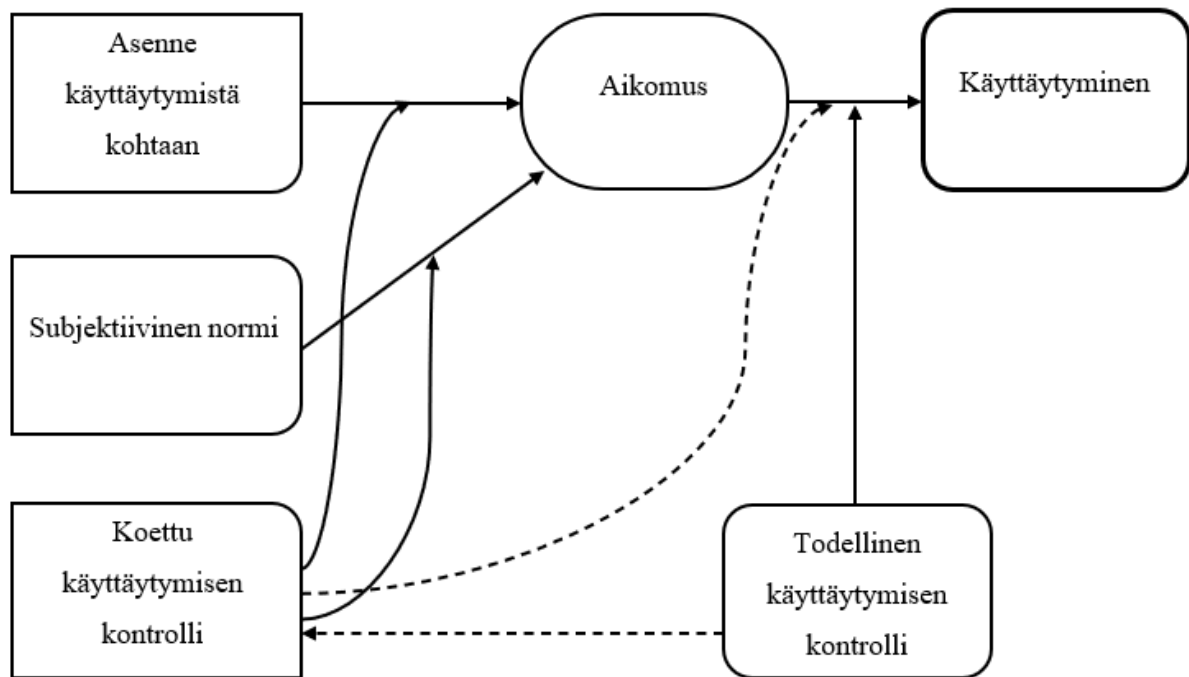 Asenne
käyttäytymistä
kohtaan
Aikomus
Käyttäytyminen
Subjektiivinen normi
Koettu
käyttäytymisen
kontrolli
Todellinen
käyttäytymisen
kontrolli